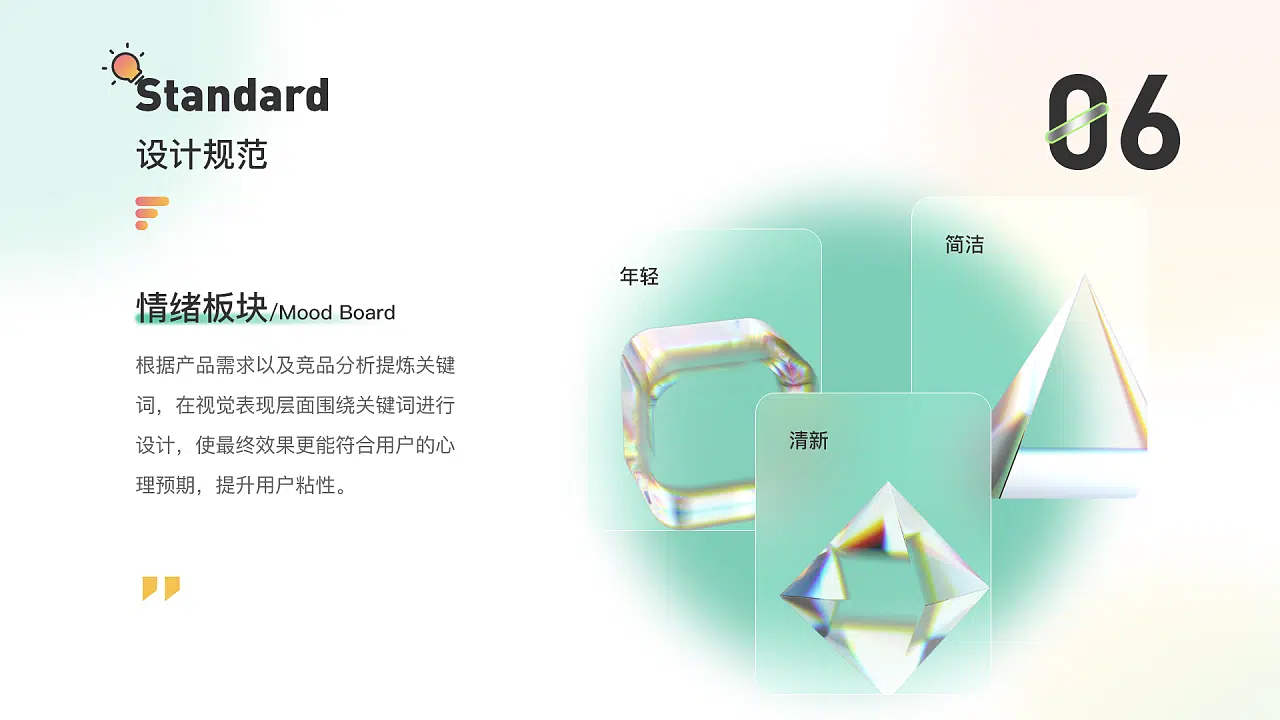 Standard
设计规范
06
情绪板块/Mood Board
根据产品需求以及竞品分析提炼关键
词，在视觉表现层面围绕关键词进行
设计，使最终效果更能符合用户的心
理预期，提升用户粘性。
年轻
简洁
清新